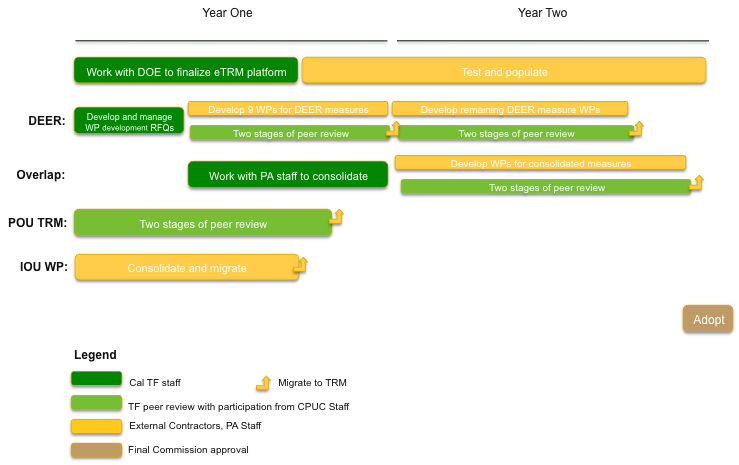 Year One
Year Two
Work with DOE to finalize eTRM platform
Test and populate
DEER:
Develop and manage
WP development RFQs
Develop 9 WPs for DEER measures
Develop remaining DEER measure WPs
Two stages of peer review
Two stages of peer review
Overlap:
Work with PA staff to consolidate
Develop WPs for consolidated measures
Two stages of peer review
POU TRM:
Two stages of peer review
IOU WP:
Consolidate and migrate
Adopt
Legend
Cal TF staff
Migrate to TRM
TF peer review with participation from CPUC Staff
External Contractors, PA Staff
Final Commission approval